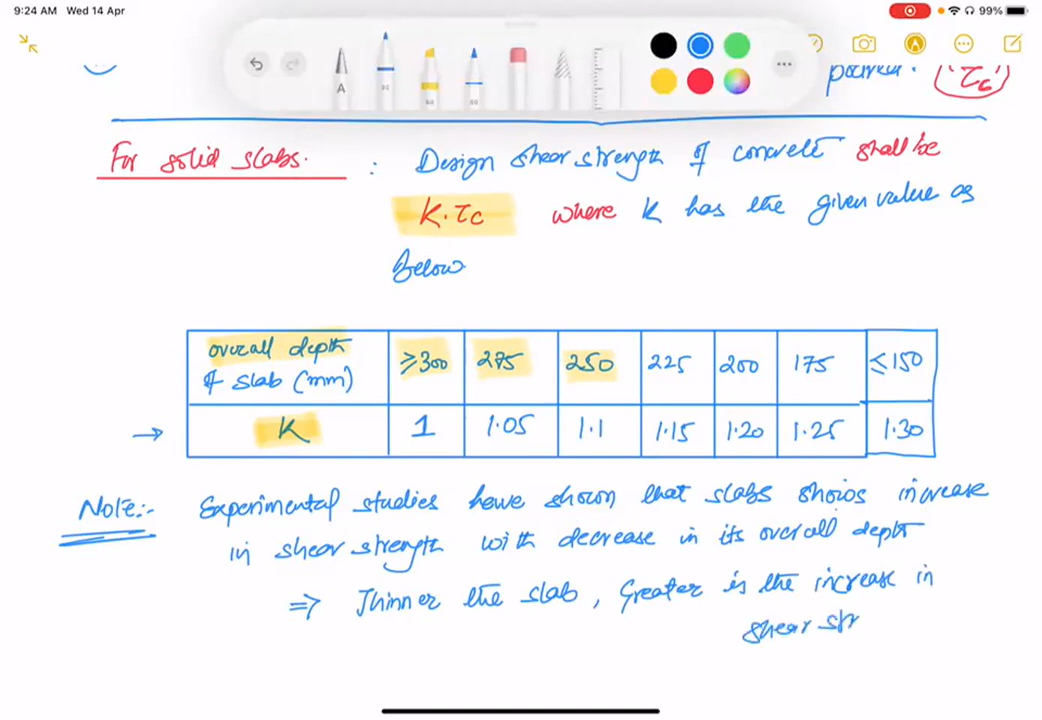 9:24 AM Wed 14 Apr
99%
(τc)
For solid slabs. : Design shear strength of concrete shall be
K.τc where K has the given value as
below
overall depth of slab (mm) ≥300 275 250 225 200 175 ≤150
→ K 1 1.05 1.1 1.15 1.20 1.25 1.30
Note:- Experimental studies have shown that slabs shows increase
in shear strength with decrease in its overall depth
⇒ Thinner the slab, Greater is the increase in
shear str